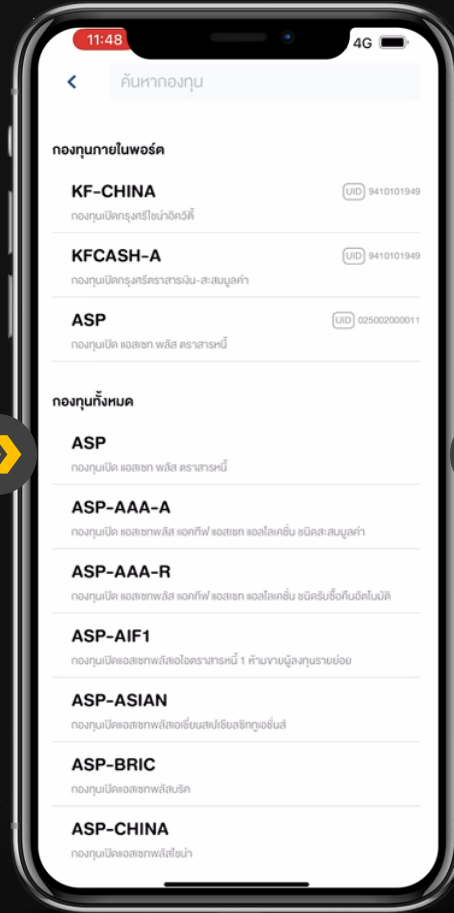 11:48
4G
ค้นหากองทุน
กองทุนภายในพอร์ต
KF-CHINA
UID 9410101949
กองทุนเปิดกรุงศรีไชน่าอิควิตี้
KFCASH-A
UID 9410101949
กองทุนเปิดกรุงศรีตราสารเงิน-สะสมมูลค่า
ASP
UID 025002000011
กองทุนเปิด แอสเซท พลัส ตราสารหนี้
กองทุนทั้งหมด
ASP
กองทุนเปิด แอสเซท พลัส ตราสารหนี้
ASP-AAA-A
กองทุนเปิด แอสเซทพลัส แอคทีฟ แอสเซท แอลโลเคชั่น ชนิดสะสมมูลค่า
ASP-AAA-R
กองทุนเปิด แอสเซทพลัส แอคทีฟ แอสเซท แอลโลเคชั่น ชนิดรับซื้อคืนอัตโนมัติ
ASP-AIF1
กองทุนเปิดแอสเซทพลัสเอไอตราสารหนี้ 1 ห้ามขายผู้ลงทุนรายย่อย
ASP-ASIAN
กองทุนเปิดแอสเซทพลัสเอเชี่ยนสเปเชียลซิททูเอชั่นส์
ASP-BRIC
กองทุนเปิดแอสเซทพลัสบริค
ASP-CHINA
กองทุนเปิดแอสเซทพลัสไชน่า